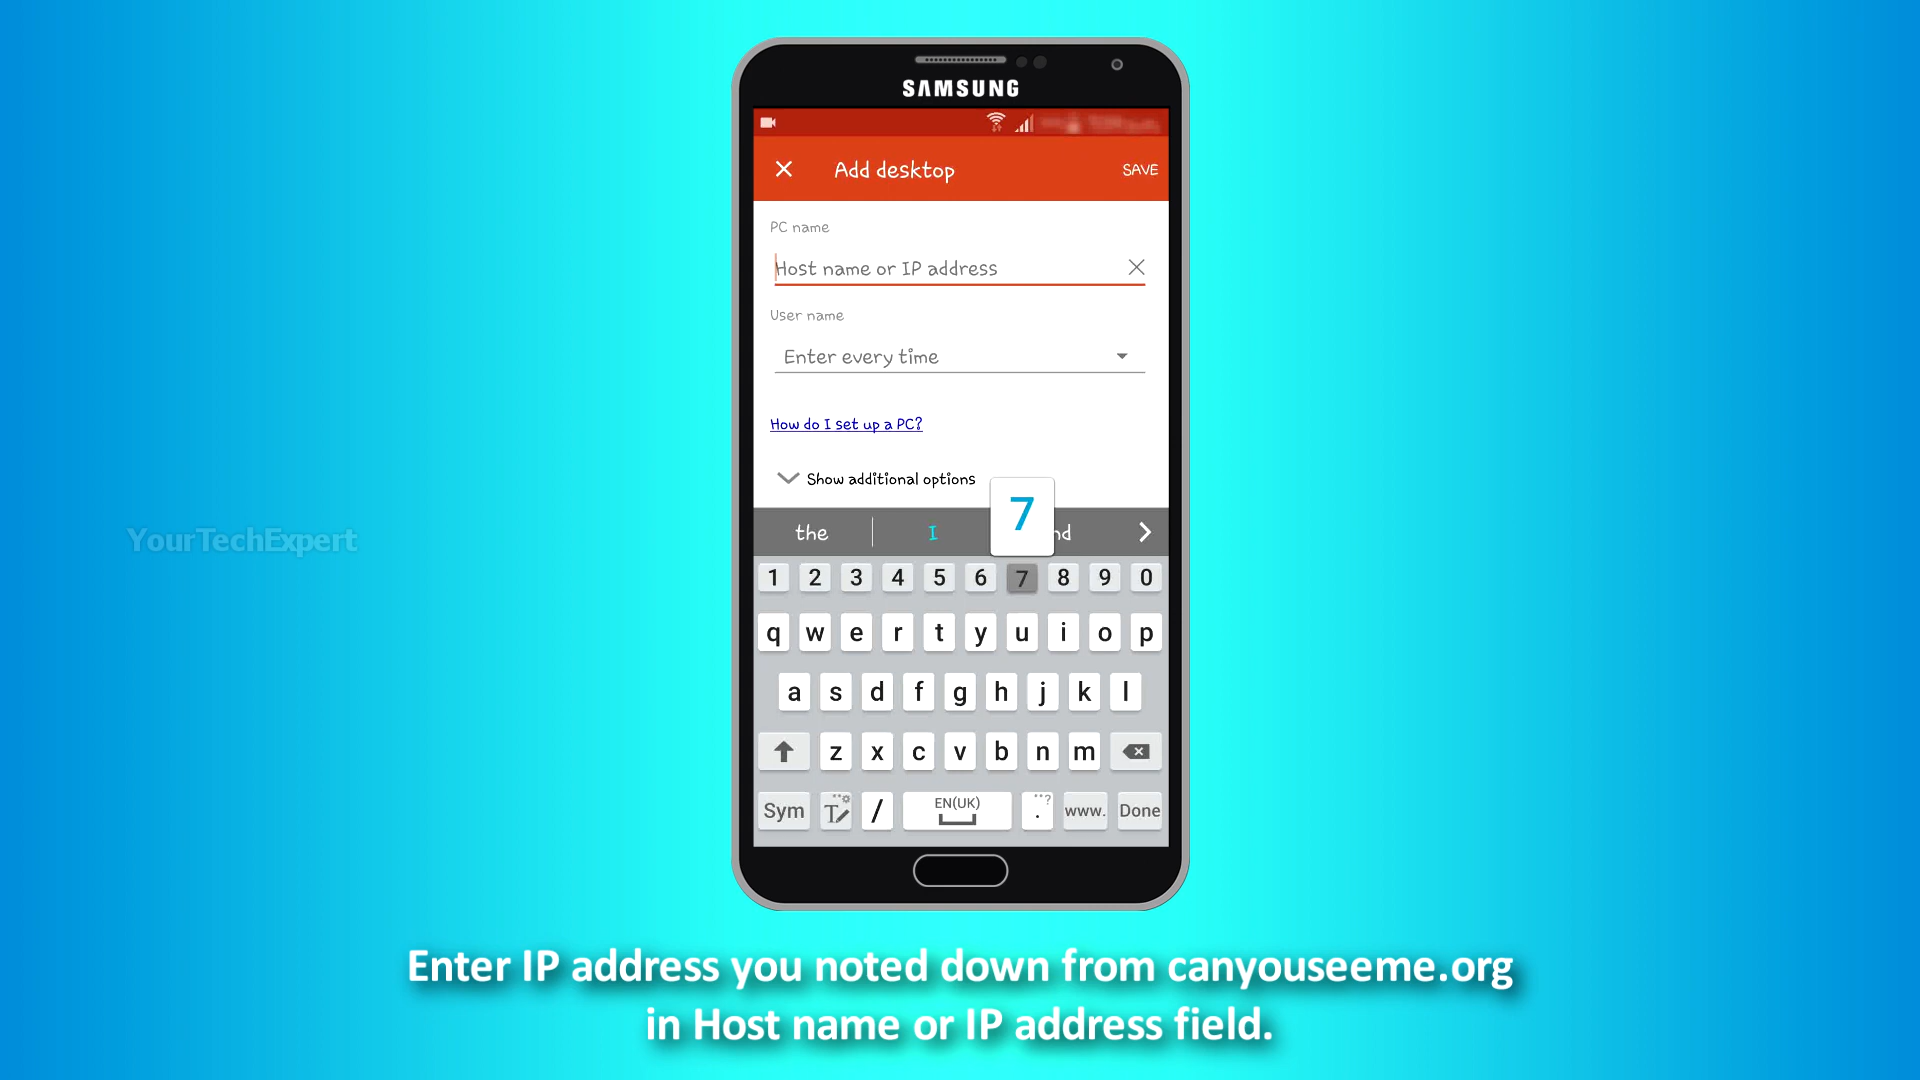 SAMSUNG
Add desktop
SAVE
PC name
Host name or IP address
User name
Enter every time
How do I set up a PC?
Show additional options
7
the I nd
1 2 3 4 5 6 7 8 9 0
q w e r t y u i o p
a s d f g h j k l
z x c v b n m
Sym T / EN(UK) . ? www. Done
YourTechExpert
Enter IP address you noted down from canyouseeme.org
in Host name or IP address field.